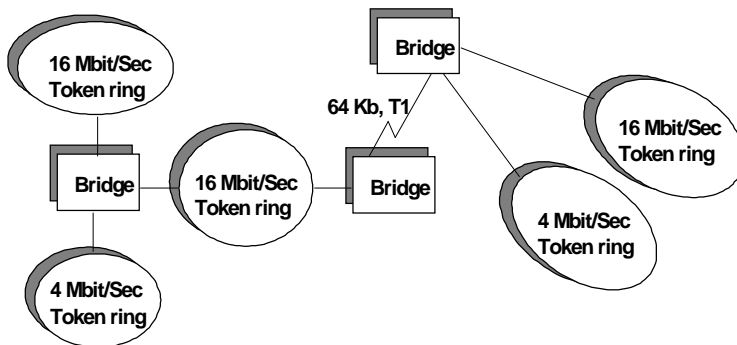 16 Mbit/Sec
Token ring
Bridge
64 Kb, T1
16 Mbit/Sec
Token ring
Bridge
16 Mbit/Sec
Token ring
Bridge
4 Mbit/Sec
Token ring
4 Mbit/Sec
Token ring